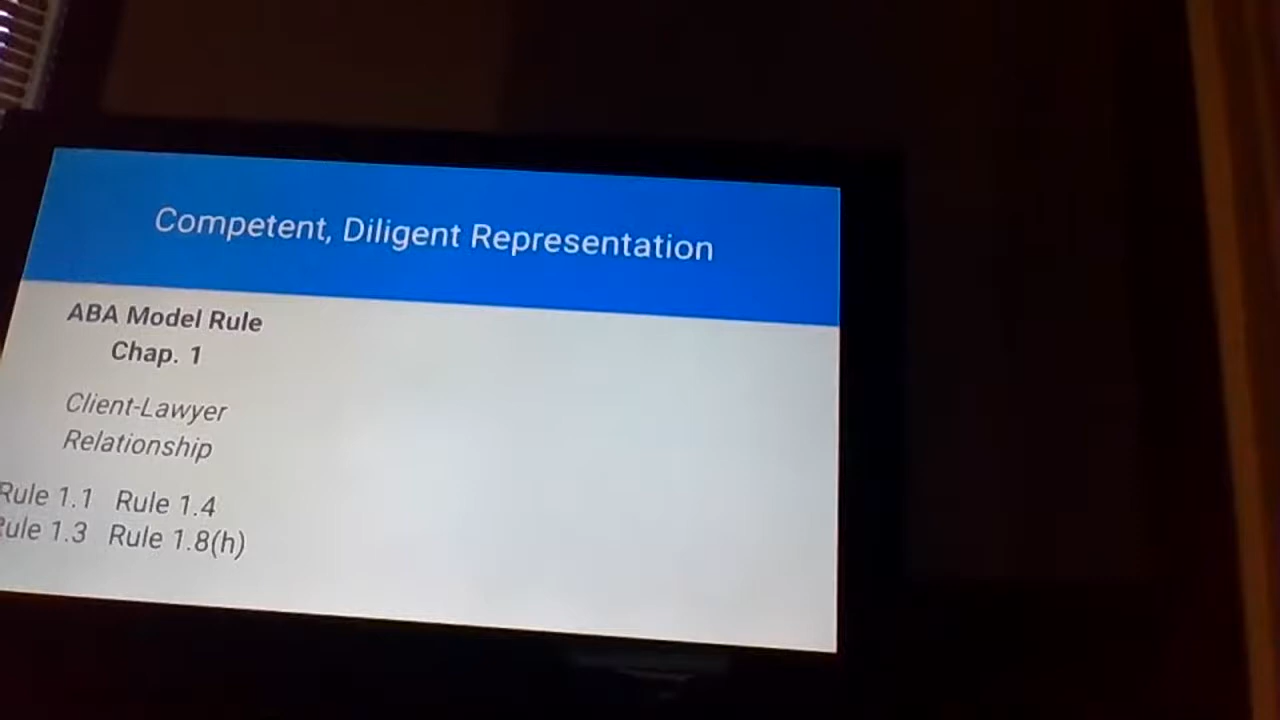 Competent, Diligent Representation
ABA Model Rule
Chap. 1
Client-Lawyer
Relationship
Rule 1.1 Rule 1.4
Rule 1.3 Rule 1.8(h)